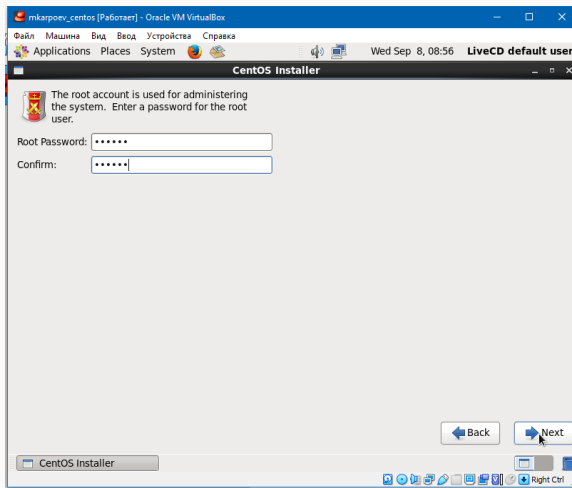 mkarpoev_centos [Работает] - Oracle VM VirtualBox
Файл Машина Вид Ввод Устройства Справка
Applications Places System Wed Sep 8, 08:56 LiveCD default user
CentOS Installer
The root account is used for administering
the system. Enter a password for the root
user.
Root Password: ••••••
Confirm: ••••••
Back Next
CentOS Installer
Right Ctrl